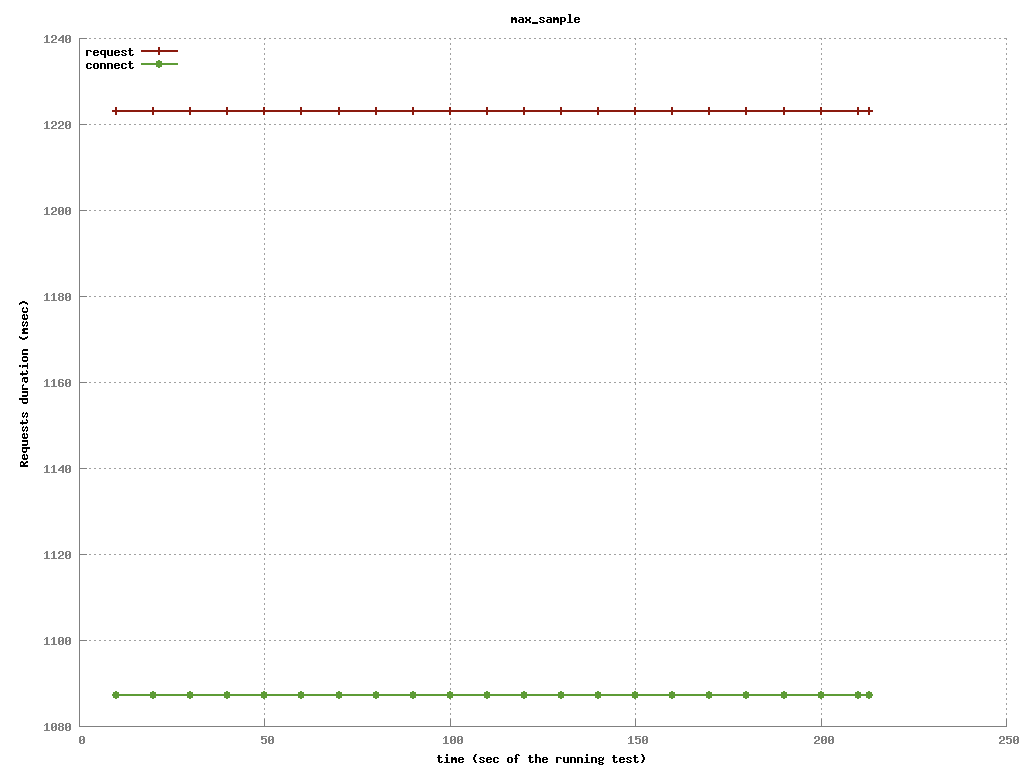 max_sample
1240
request
connect
1220
1200
1180
1160
1140
1120
1100
1080
Requests duration (msec)
0 50 100 150 200 250
time (sec of the running test)